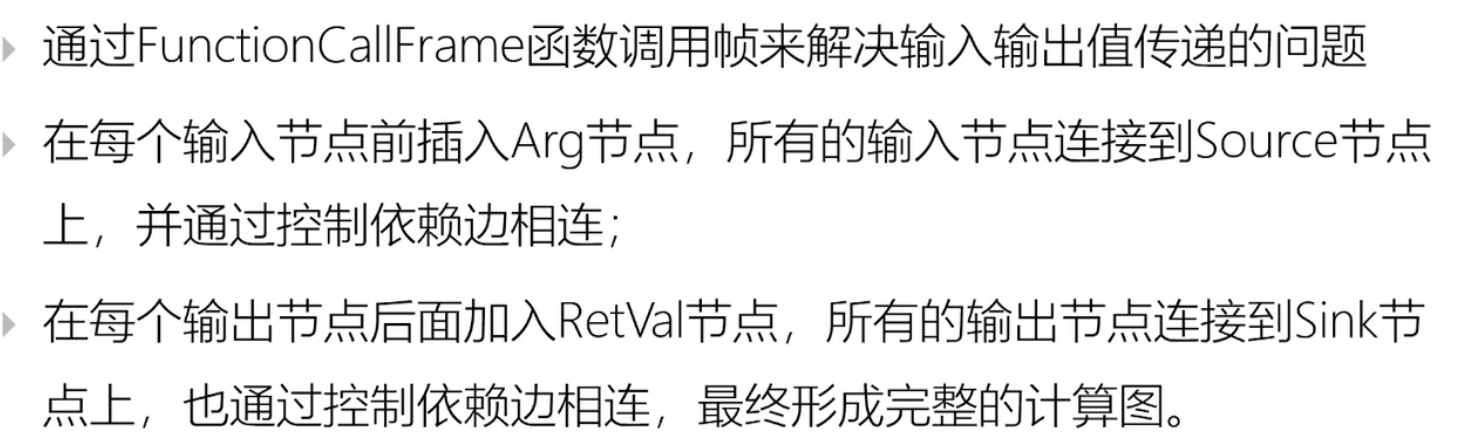 通过FunctionCallFrame函数调用帧来解决输入输出值传递的问题
在每个输入节点前插入Arg节点，所有的输入节点连接到Source节点
上，并通过控制依赖边相连；
在每个输出节点后面加入RetVal节点，所有的输出节点连接到Sink节
点上，也通过控制依赖边相连，最终形成完整的计算图。